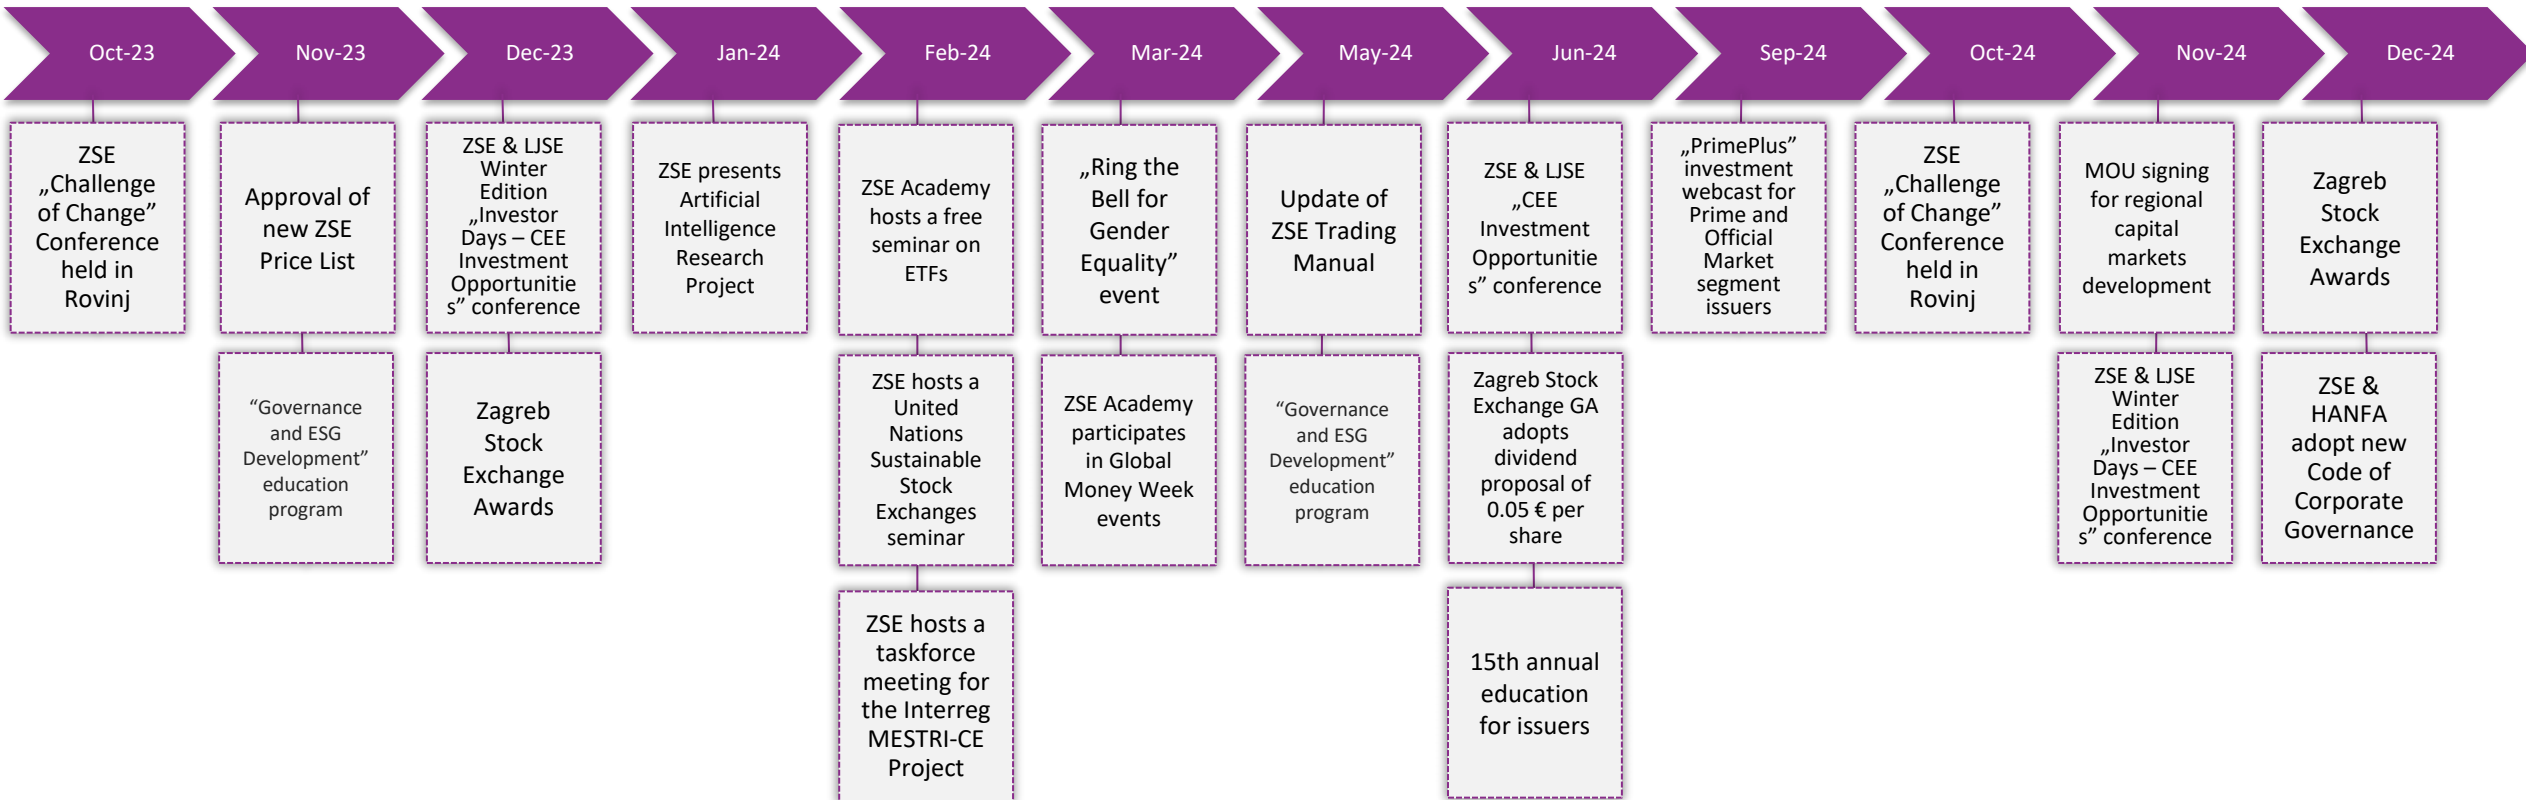 Oct-23
Nov-23
Dec-23
Jan-24
Feb-24
Mar-24
May-24
Jun-24
Sep-24
Oct-24
Nov-24
Dec-24
ZSE
„Challenge
of Change”
Conference
held in
Rovinj
Approval of
new ZSE
Price List
“Governance
and ESG
Development”
education
program
ZSE & LJSE
Winter
Edition
„Investor
Days – CEE
Investment
Opportunitie
s” conference
Zagreb
Stock
Exchange
Awards
ZSE presents
Artificial
Intelligence
Research
Project
ZSE Academy
hosts a free
seminar on
ETFs
ZSE hosts a
United
Nations
Sustainable
Stock
Exchanges
seminar
ZSE hosts a
taskforce
meeting for
the Interreg
MESTRI-CE
Project
„Ring the
Bell for
Gender
Equality”
event
ZSE Academy
participates
in Global
Money Week
events
Update of
ZSE Trading
Manual
“Governance
and ESG
Development”
education
program
ZSE & LJSE
„CEE
Investment
Opportunitie
s” conference
Zagreb Stock
Exchange GA
adopts
dividend
proposal of
0.05 € per
share
15th annual
education
for issuers
„PrimePlus”
investment
webcast for
Prime and
Official
Market
segment
issuers
ZSE
„Challenge
of Change”
Conference
held in
Rovinj
MOU signing
for regional
capital
markets
development
ZSE & LJSE
Winter
Edition
„Investor
Days – CEE
Investment
Opportunitie
s” conference
Zagreb
Stock
Exchange
Awards
ZSE &
HANFA
adopt new
Code of
Corporate
Governance